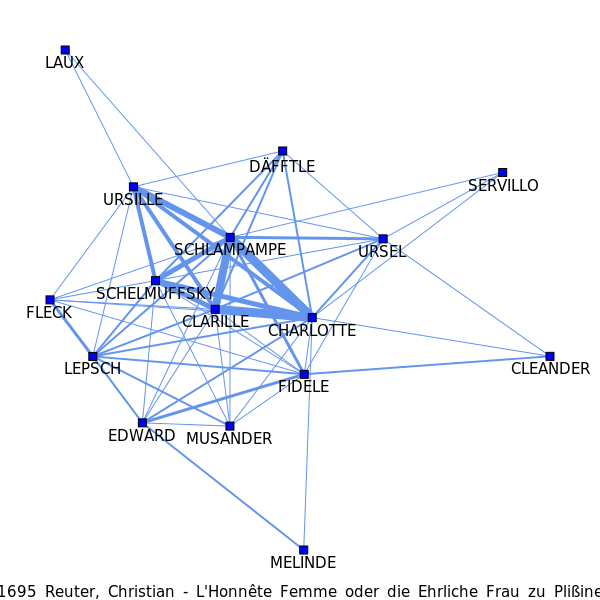 LAUX
DÄFFTLE
SERVILLO
URSILLE
SCHLAMPAMPE
URSEL
SCHELMUFFSKY
FLECK
CLARILLE
CHARLOTTE
LEPSCH
CLEANDER
FIDELE
EDWARD
MUSANDER
MELINDE
1695 Reuter, Christian - L'Honnête Femme oder die Ehrliche Frau zu Plißine